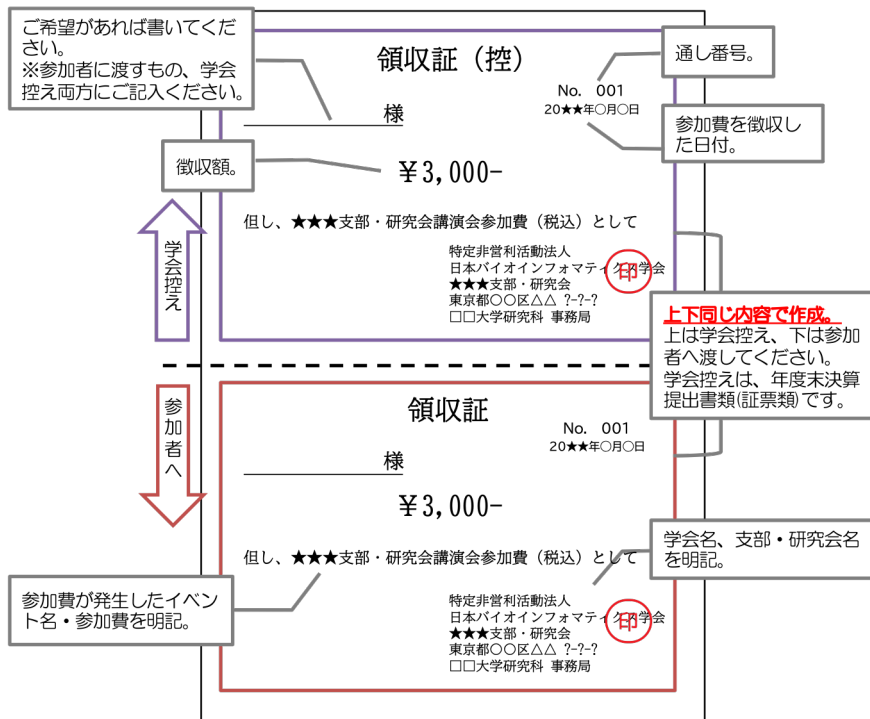 ご希望があれば書いてくだ
さい。
※参加者に渡すもの、学会
控え両方にご記入ください。
領収証（控）
通し番号。
No. 001
20★★年○月○日
様
参加費を徴収し
た日付。
徴収額。
￥3,000−
但し、★★★支部・研究会講演会参加費（税込）として
学会控え
特定非営利活動法人
日本バイオインフォマティクス学会
★★★支部・研究会
東京都○○区△△ ?-?-?
□□大学研究科 事務局
印
上下同じ内容で作成。
上は学会控え、下は参加
者へ渡してください。
学会控えは、年度末決算
提出書類(証票類)です。
参加者へ
領収証
No. 001
20★★年○月○日
様
￥3,000−
但し、★★★支部・研究会講演会参加費（税込）として
学会名、支部・研究会名
を明記。
参加費が発生したイベン
ト名・参加費を明記。
特定非営利活動法人
日本バイオインフォマティクス学会
★★★支部・研究会
東京都○○区△△ ?-?-?
□□大学研究科 事務局
印